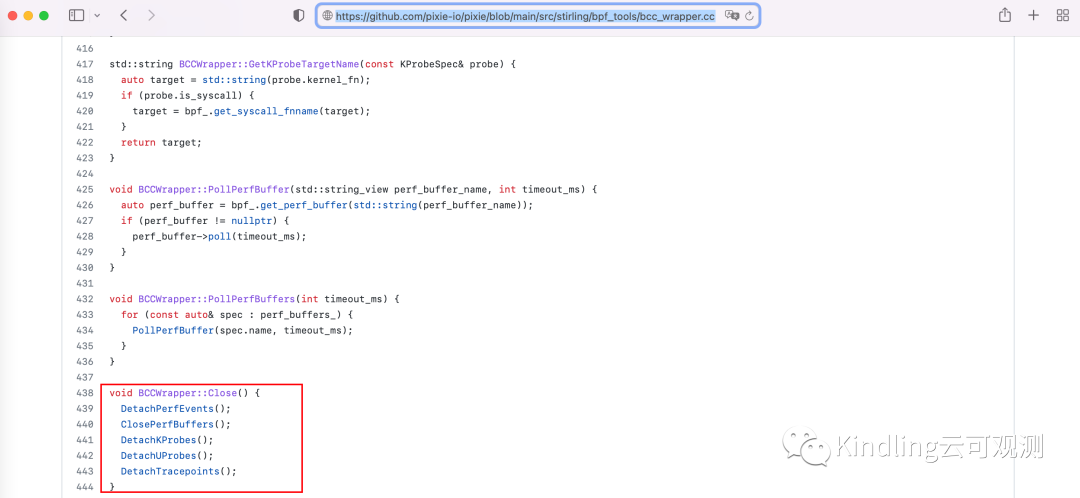 https://github.com/pixie-io/pixie/blob/main/src/stirling/bpf_tools/bcc_wrapper.cc
416
417 std::string BCCWrapper::GetKProbeTargetName(const KProbeSpec& probe) {
418 auto target = std::string(probe.kernel_fn);
419 if (probe.is_syscall) {
420 target = bpf_.get_syscall_fnname(target);
421 }
422 return target;
423 }
424
425 void BCCWrapper::PollPerfBuffer(std::string_view perf_buffer_name, int timeout_ms) {
426 auto perf_buffer = bpf_.get_perf_buffer(std::string(perf_buffer_name));
427 if (perf_buffer != nullptr) {
428 perf_buffer->poll(timeout_ms);
429 }
430 }
431
432 void BCCWrapper::PollPerfBuffers(int timeout_ms) {
433 for (const auto& spec : perf_buffers_) {
434 PollPerfBuffer(spec.name, timeout_ms);
435 }
436 }
437
438 void BCCWrapper::Close() {
439 DetachPerfEvents();
440 ClosePerfBuffers();
441 DetachKProbes();
442 DetachUProbes();
443 DetachTracepoints();
444 }
Kindling云可观测